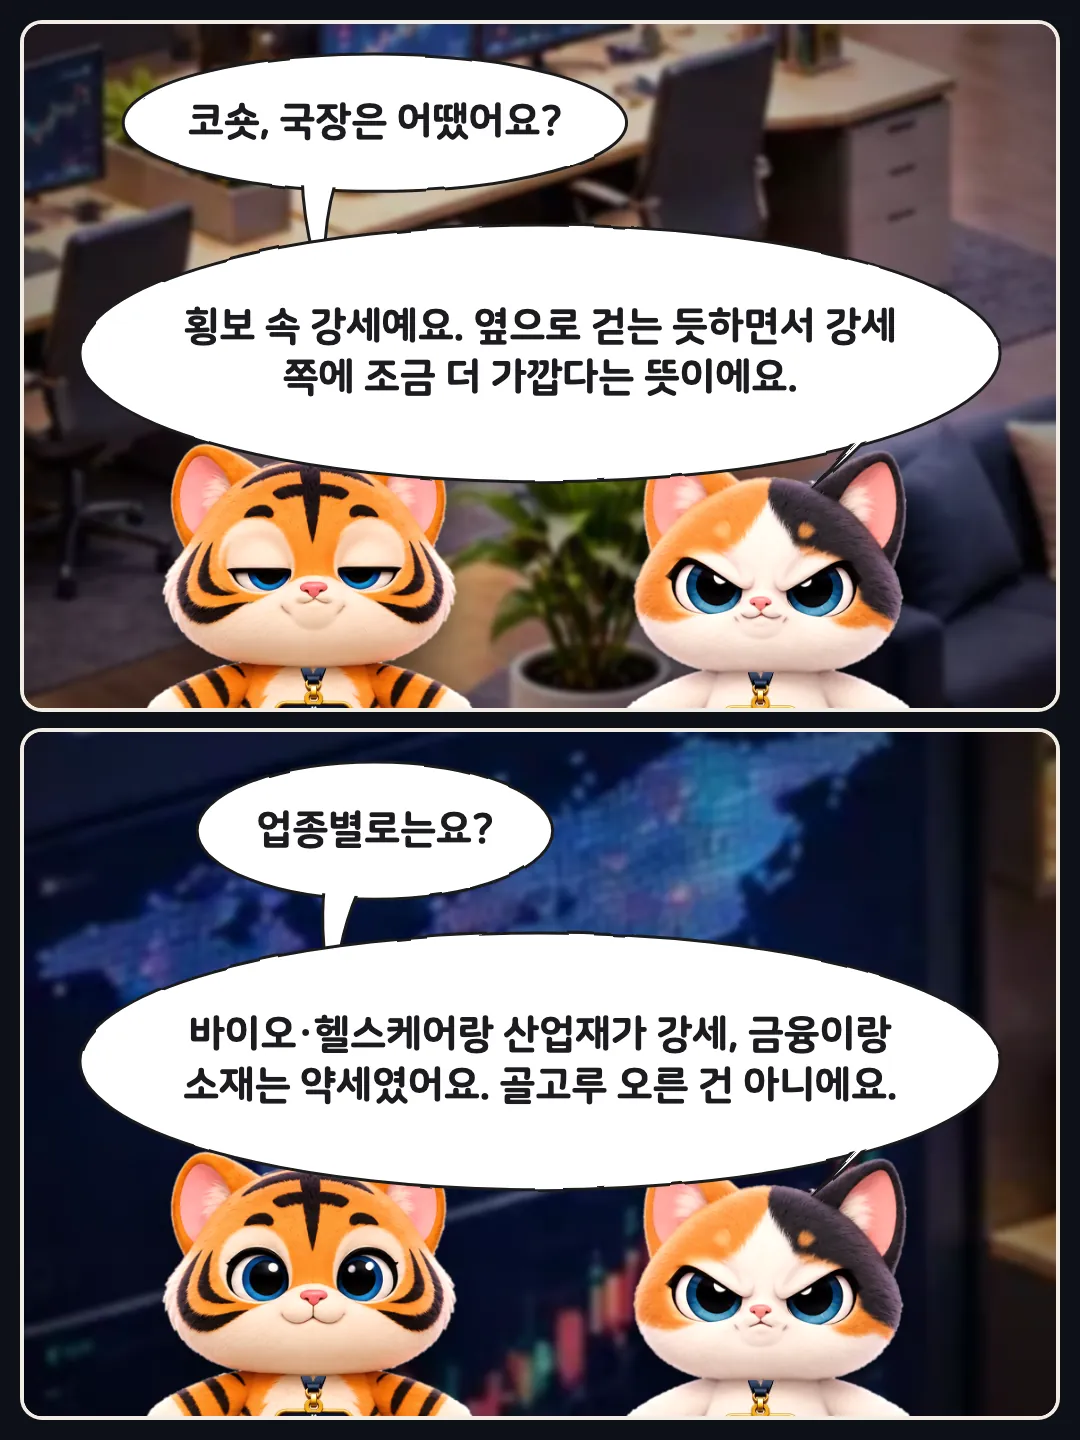 코숏, 국장은 어땠어요?
횡보 속 강세예요. 옆으로 걷는 듯하면서 강세
쪽에 조금 더 가깝다는 뜻이에요.
업종별로는요?
바이오·헬스케어랑 산업재가 강세, 금융이랑
소재는 약세였어요. 골고루 오른 건 아니에요.